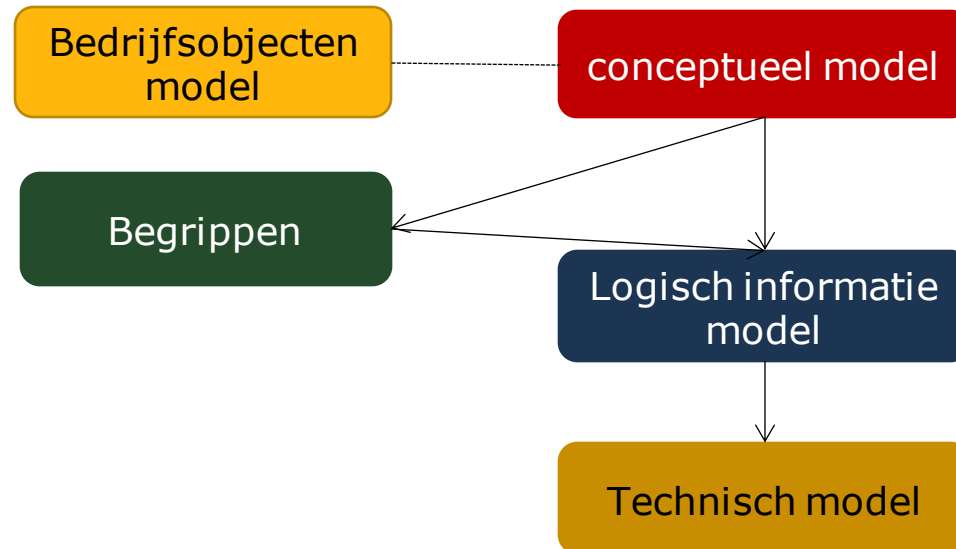 Bedrijfsobjecten
model
conceptueel model
Begrippen
Logisch informatie
model
Technisch model